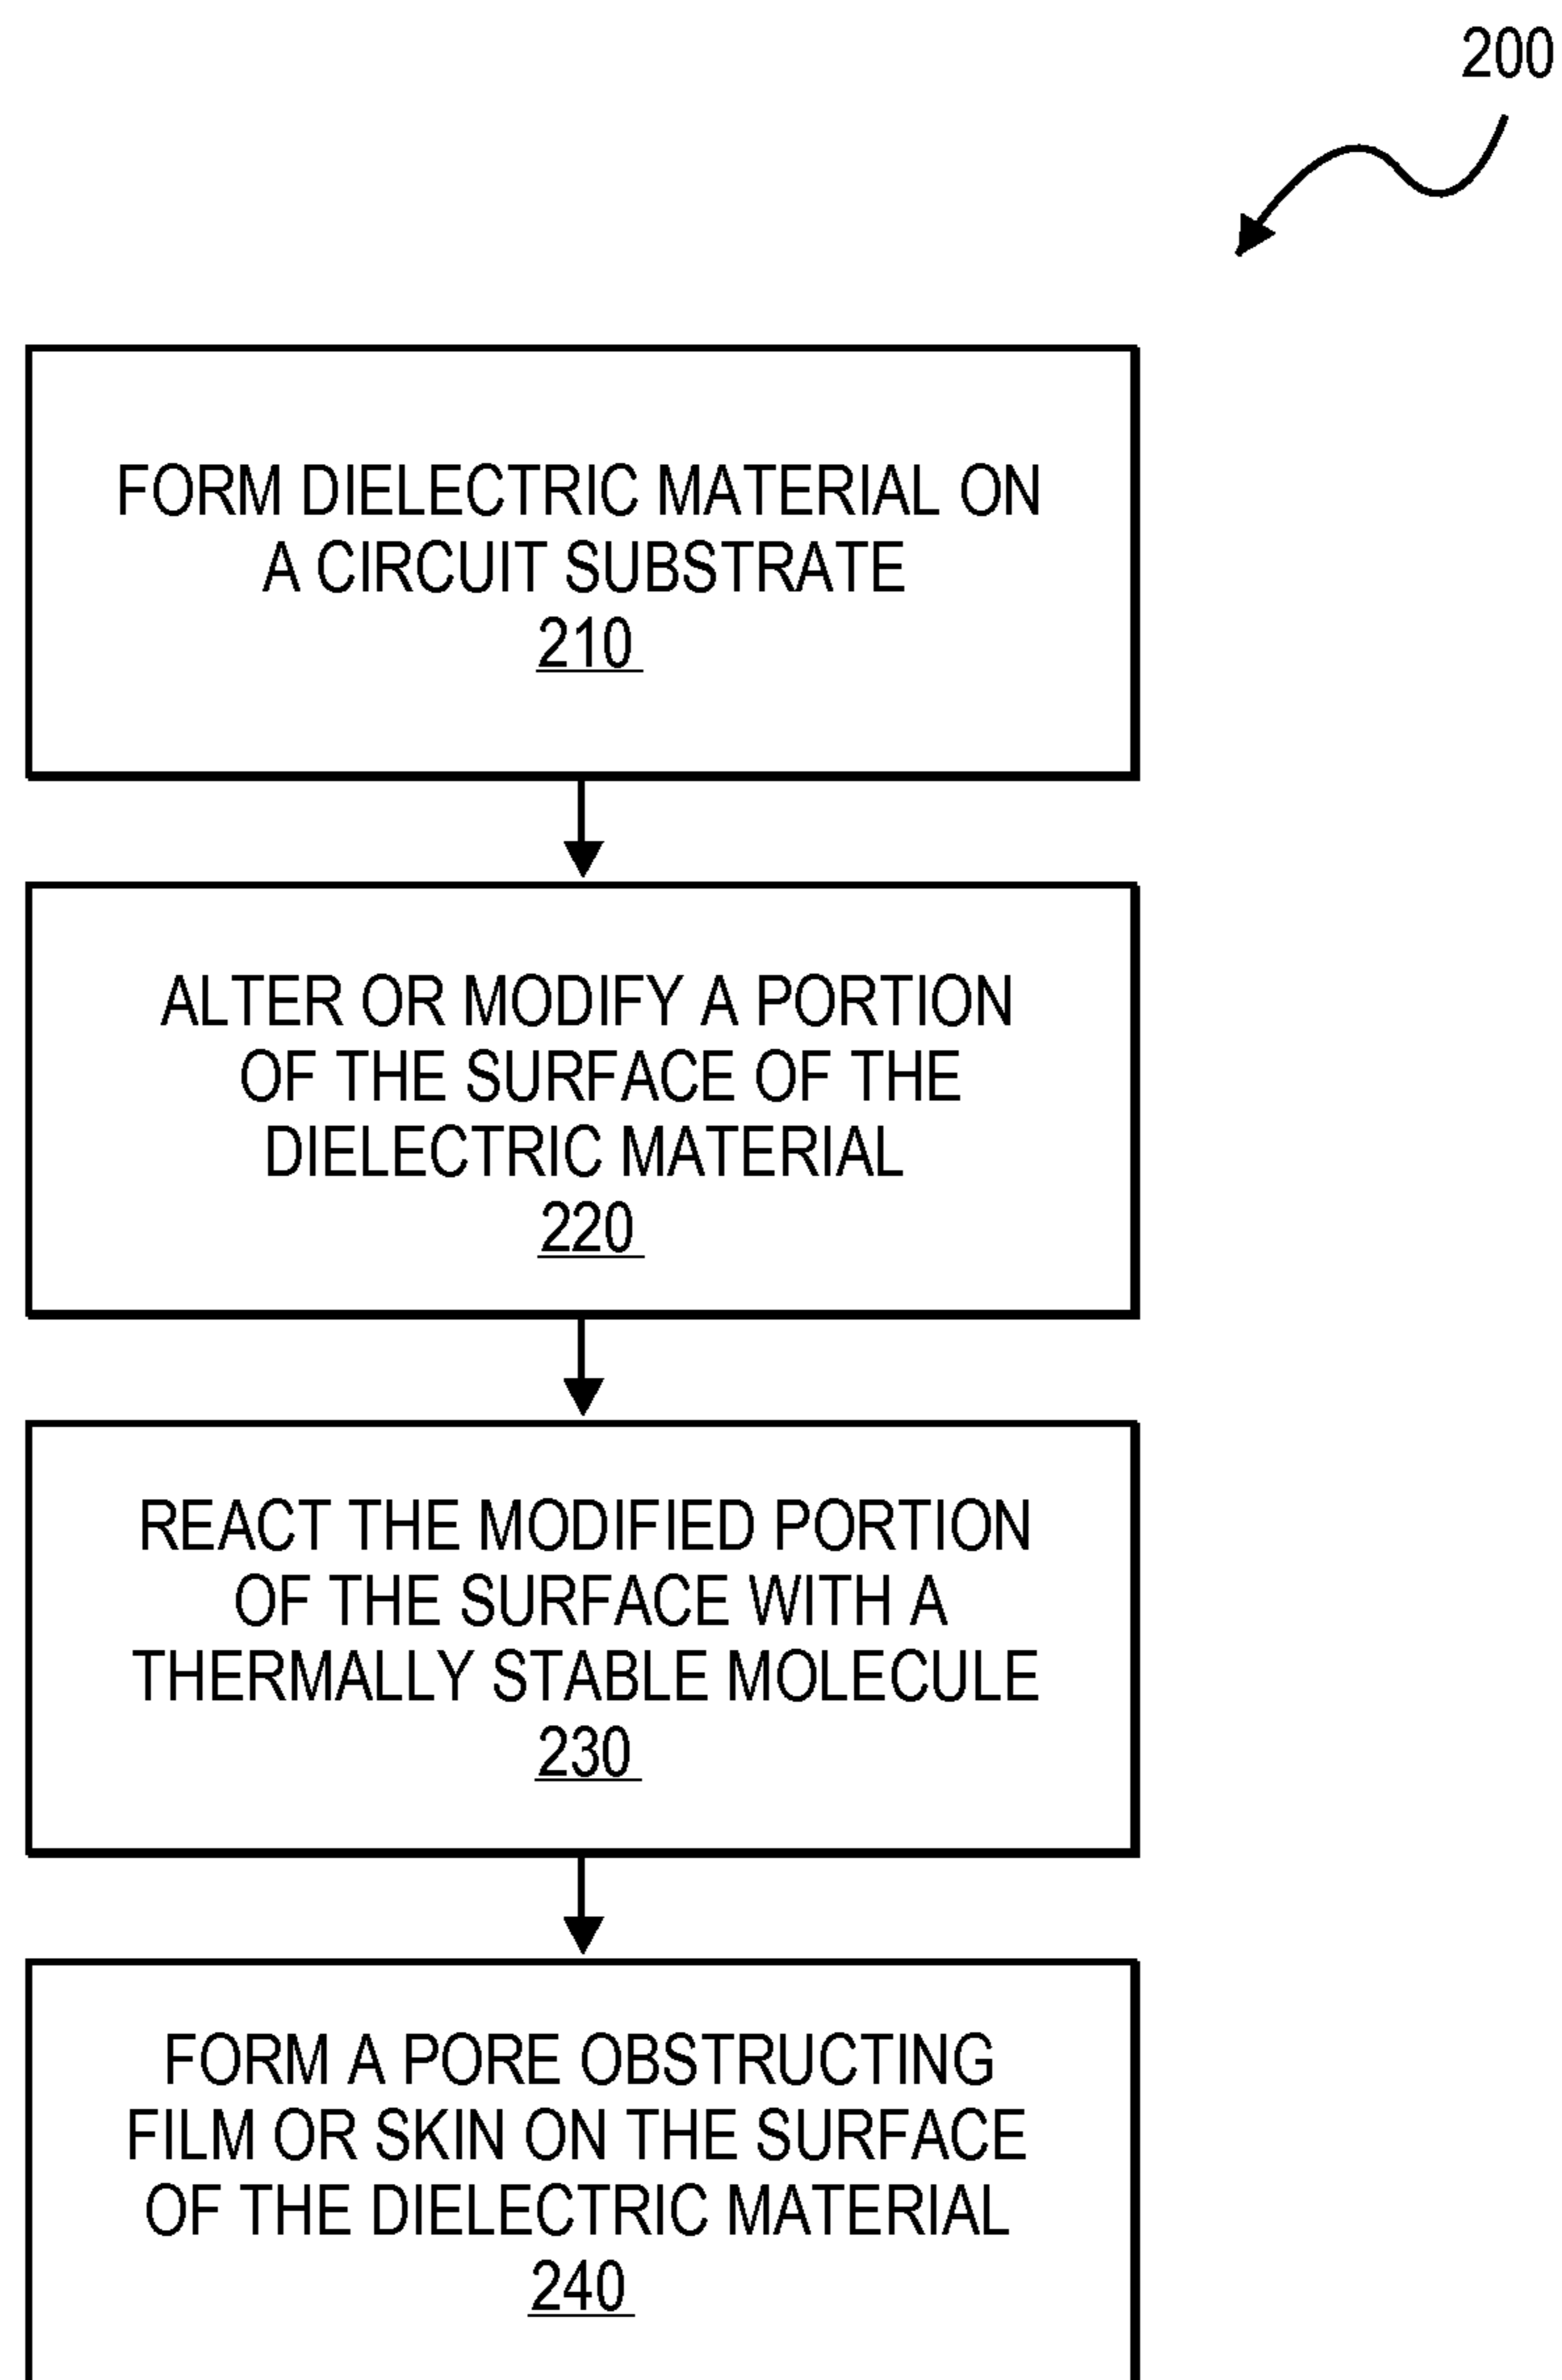 200
FORM DIELECTRIC MATERIAL ON
A CIRCUIT SUBSTRATE
210
ALTER OR MODIFY A PORTION
OF THE SURFACE OF THE
DIELECTRIC MATERIAL
220
REACT THE MODIFIED PORTION
OF THE SURFACE WITH A
THERMALLY STABLE MOLECULE
230
FORM A PORE OBSTRUCTING
FILM OR SKIN ON THE SURFACE
OF THE DIELECTRIC MATERIAL
240